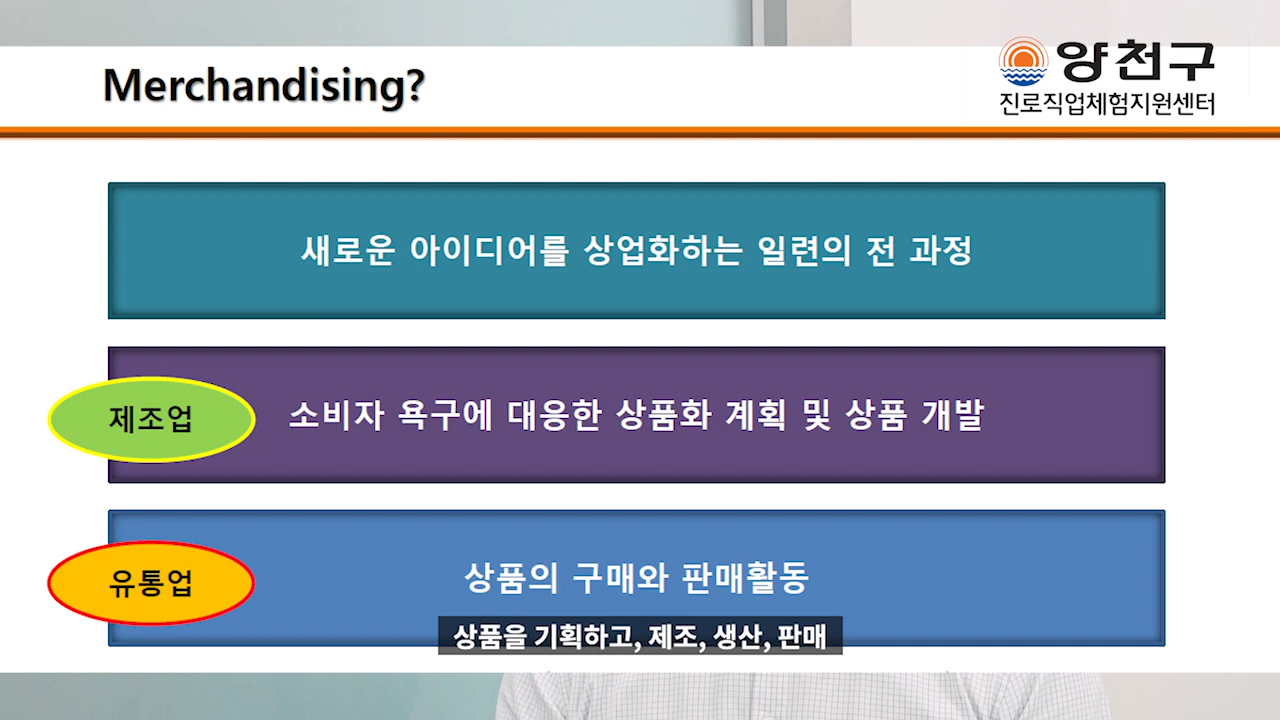 Merchandising?
양천구
진로직업체험지원센터
새로운 아이디어를 상업화하는 일련의 전 과정
제조업
소비자 욕구에 대응한 상품화 계획 및 상품 개발
유통업
상품의 구매와 판매활동
상품을 기획하고, 제조, 생산, 판매